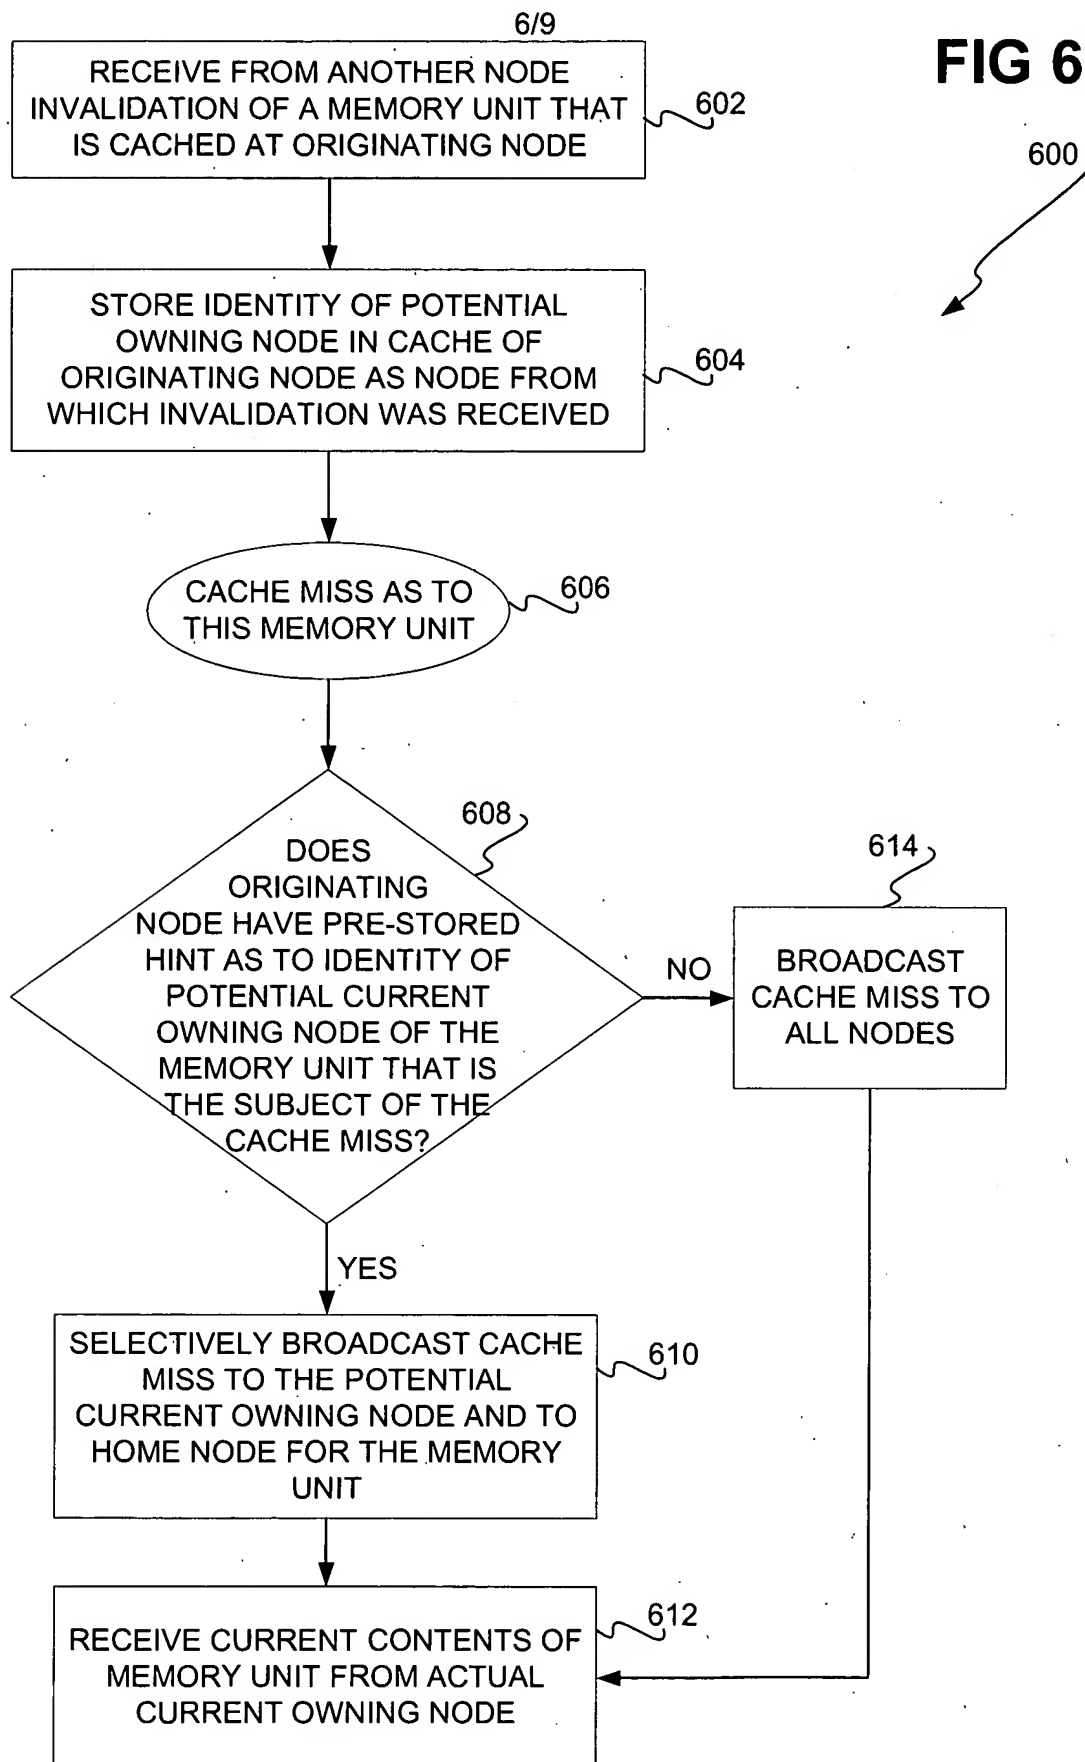 6/9
FIG 6
600
RECEIVE FROM ANOTHER NODE
INVALIDATION OF A MEMORY UNIT THAT
IS CACHED AT ORIGINATING NODE
602
STORE IDENTITY OF POTENTIAL
OWNING NODE IN CACHE OF
ORIGINATING NODE AS NODE FROM
WHICH INVALIDATION WAS RECEIVED
604
CACHE MISS AS TO
THIS MEMORY UNIT
606
608
DOES
ORIGINATING
NODE HAVE PRE-STORED
HINT AS TO IDENTITY OF
POTENTIAL CURRENT
OWNING NODE OF THE
MEMORY UNIT THAT IS
THE SUBJECT OF THE
CACHE MISS?
NO
614
BROADCAST
CACHE MISS TO
ALL NODES
YES
SELECTIVELY BROADCAST CACHE
MISS TO THE POTENTIAL
CURRENT OWNING NODE AND TO
HOME NODE FOR THE MEMORY
UNIT
610
RECEIVE CURRENT CONTENTS OF
MEMORY UNIT FROM ACTUAL
CURRENT OWNING NODE
612